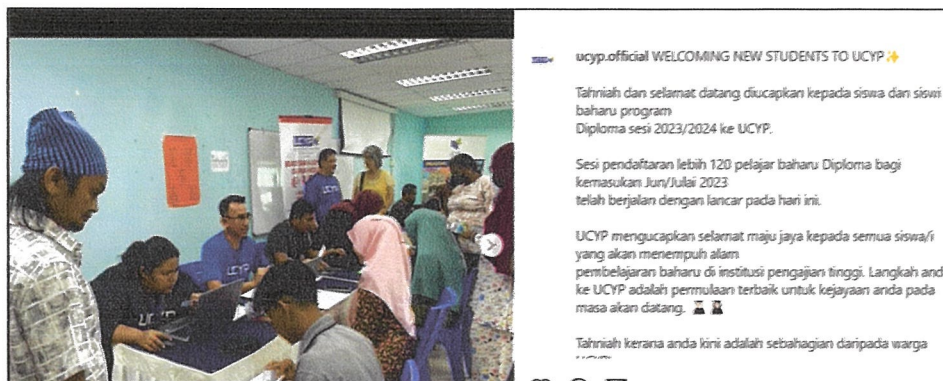 ucyp.official WELCOMING NEW STUDENTS TO UCYP✨
Tahniah dan selamat datang diucapkan kepada siswa dan siswi
baharu program
Diploma sesi 2023/2024 ke UCYP.
Sesi pendaftaran lebih 120 pelajar baharu Diploma bagi
kemasukan Jun/Julai 2023
telah berjalan dengan lancar pada hari ini.
UCYP mengucapkan selamat maju jaya kepada semua siswa/i
yang akan menempuh alam
pembelajaran baharu di institusi pengajian tinggi. Langkah and
ke UCYP adalah permulaan terbaik untuk kejayaan anda pada
masa akan datang. 👨‍🎓👨‍🎓
Tahniah kerana anda kini adalah sebahagian daripada warga
UCYP
UCYP